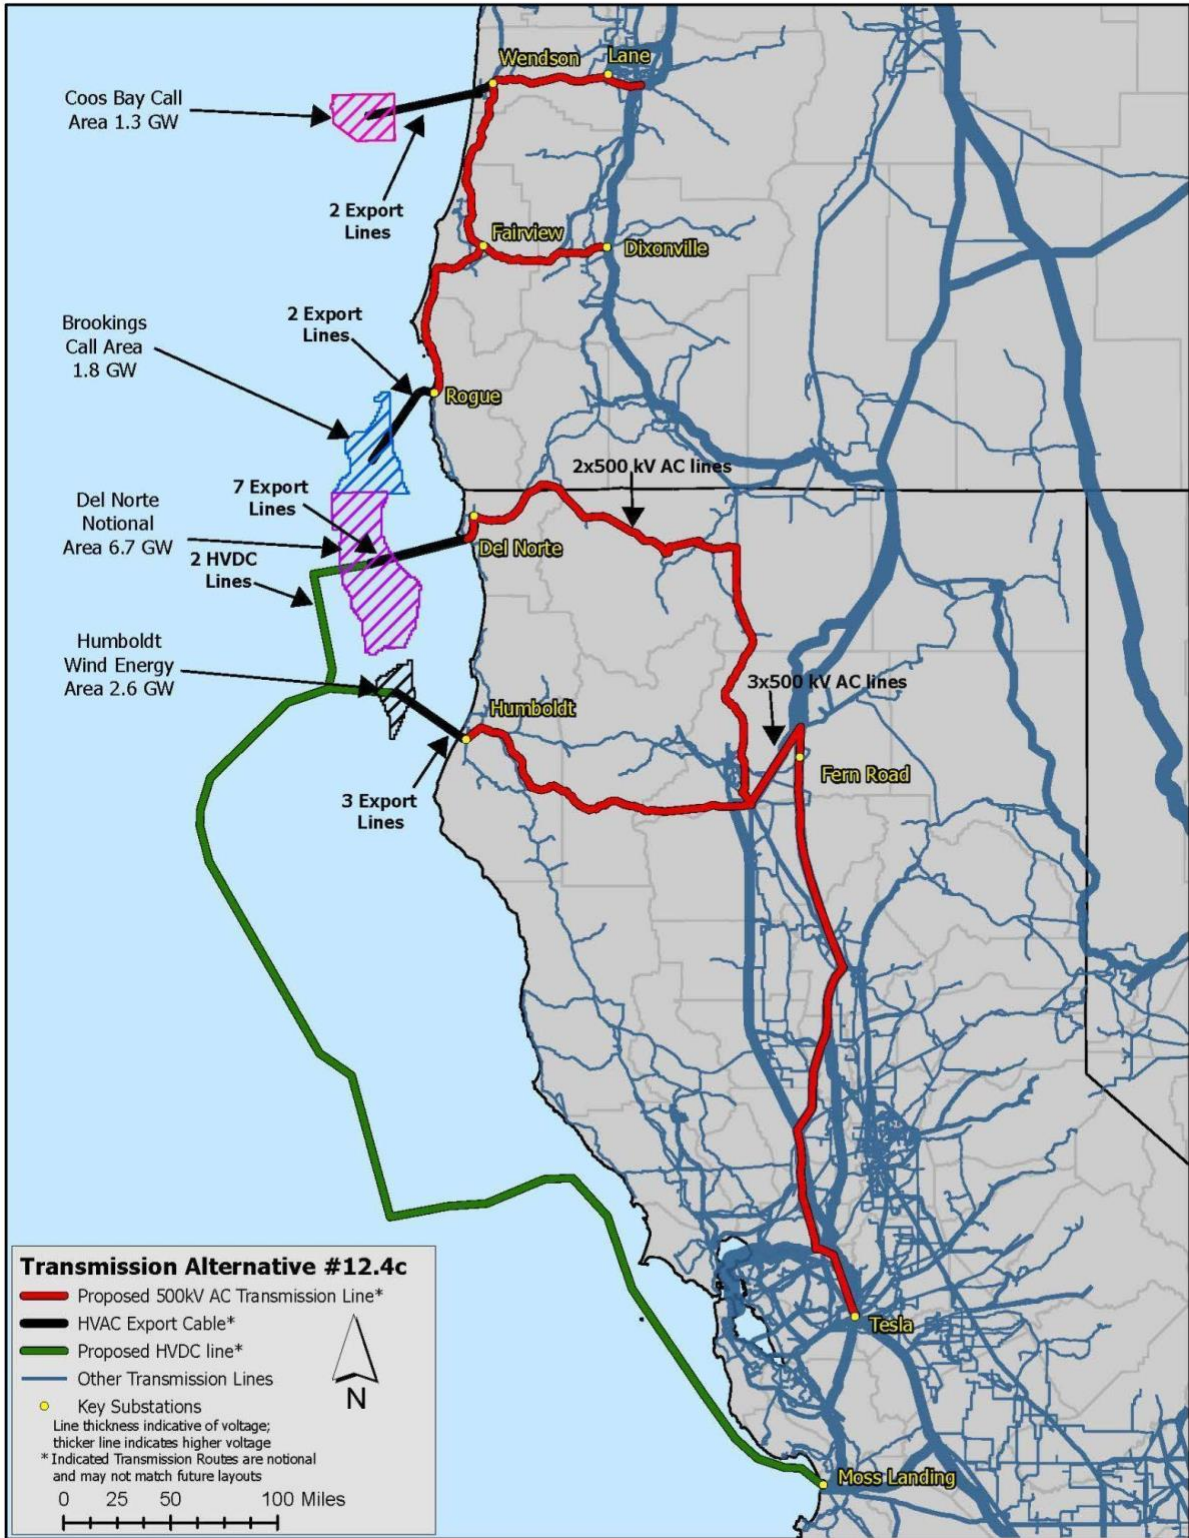 Wendson
Lane
Coos Bay Call
Area 1.3 GW
2 Export
Lines
Fairview
Dixonville
2 Export
Lines
Brookings
Call Area
1.8 GW
Rogue
2x500 kV AC lines
7 Export
Lines
Del Norte
Notional
Area 6.7 GW
2 HVDC
Lines
Del Norte
Humboldt
Wind Energy
Area 2.6 GW
3x500 kV AC lines
Humboldt
Fern Road
3 Export
Lines
Transmission Alternative #12.4c
Proposed 500kV AC Transmission Line*
HVAC Export Cable*
Proposed HVDC line*
Other Transmission Lines
Key Substations
Line thickness indicative of voltage;
thicker line indicates higher voltage
* Indicated Transmission Routes are notional
and may not match future layouts
N
0 25 50 100 Miles
Tesla
Moss Landing